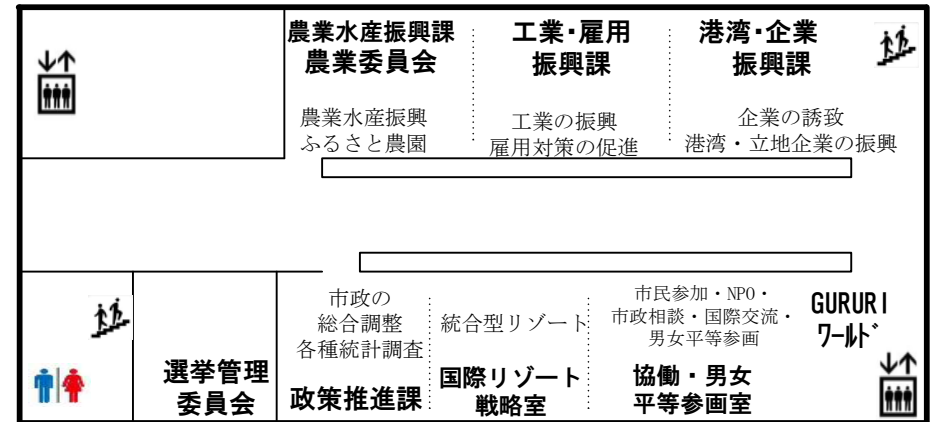 農業水産振興課
農業委員会
農業水産振興
ふるさと農園
工業・雇用
振興課
工業の振興
雇用対策の促進
港湾・企業
振興課
企業の誘致
港湾・立地企業の振興
選挙管理
委員会
市政の
総合調整
各種統計調査
政策推進課
統合型リゾート
国際リゾート
戦略室
市民参加・NPO・
市政相談・国際交流・
男女平等参画
協働・男女
平等参画室
GURURI
ワールド